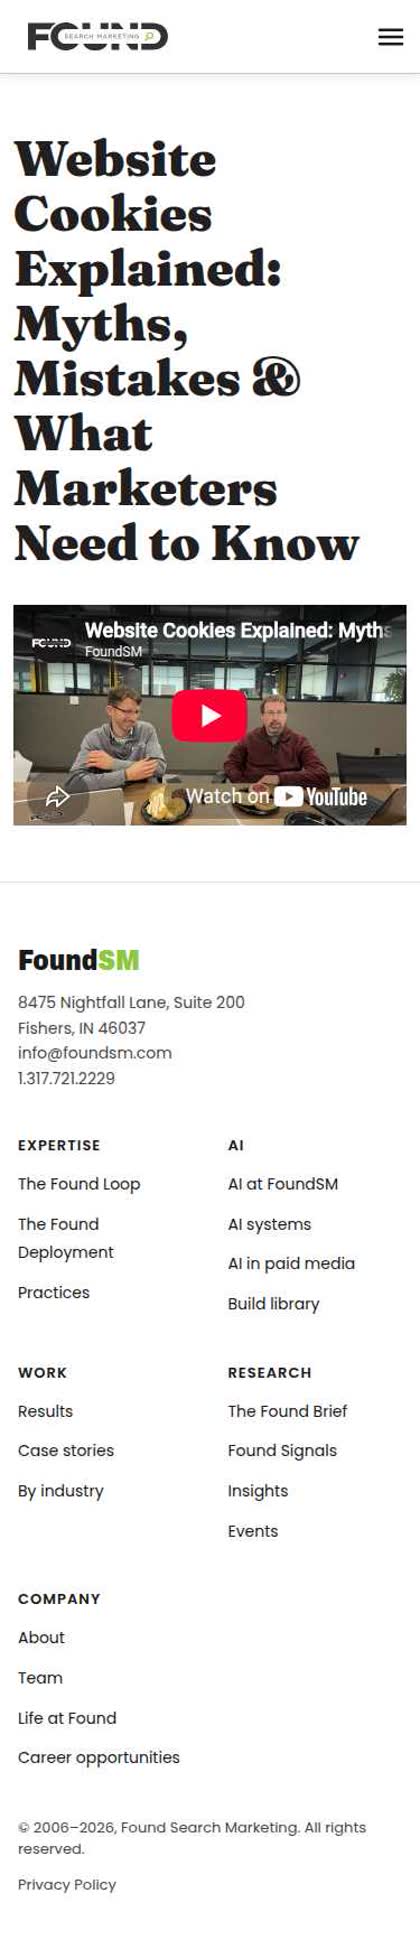 FOUND
SEARCH MARKETING
Website
Cookies
Explained:
Myths,
Mistakes &
What
Marketers
Need to Know
FOUND
Website Cookies Explained: Myths
FoundSM
Watch on YouTube
FoundSM
8475 Nightfall Lane, Suite 200
Fishers, IN 46037
info@foundsm.com
1.317.721.2229
EXPERTISE
The Found Loop
The Found
Deployment
Practices
AI
AI at FoundSM
AI systems
AI in paid media
Build library
WORK
Results
Case stories
By industry
RESEARCH
The Found Brief
Found Signals
Insights
Events
COMPANY
About
Team
Life at Found
Career opportunities
© 2006–2026, Found Search Marketing. All rights
reserved.
Privacy Policy